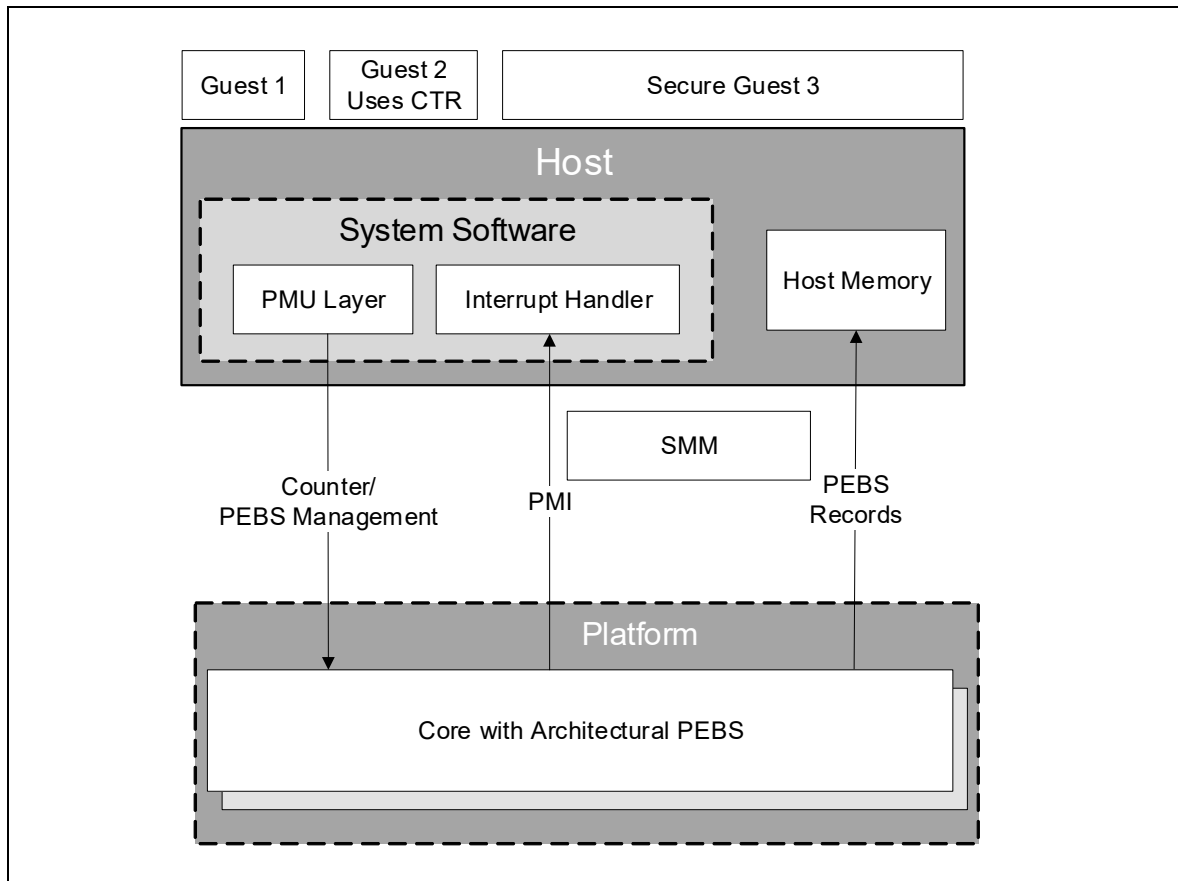 Guest 1
Guest 2
Uses CTR
Secure Guest 3
Host
System Software
PMU Layer
Interrupt Handler
Host Memory
SMM
Counter/
PEBS Management
PMI
PEBS
Records
Platform
Core with Architectural PEBS